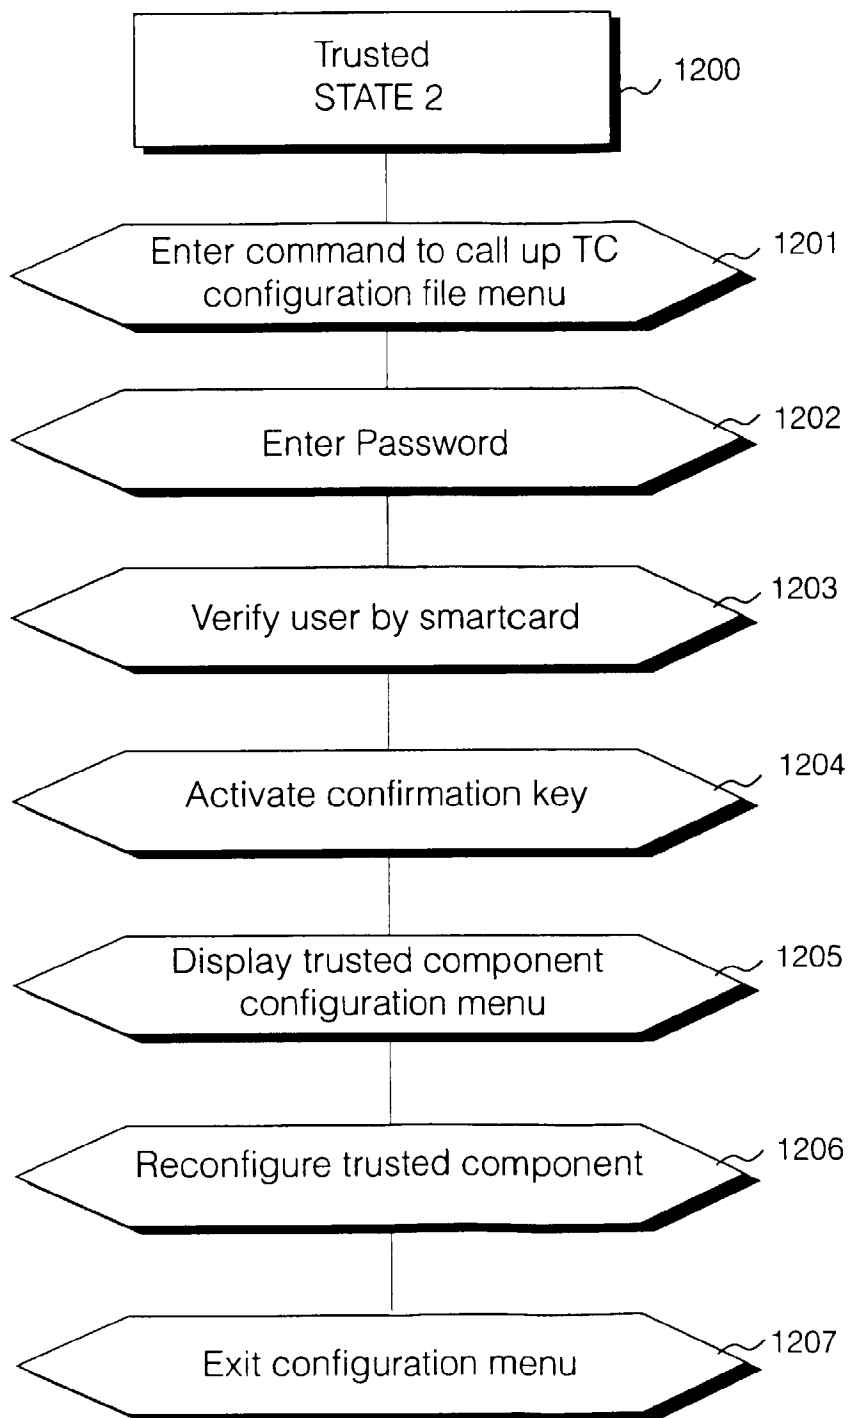 Trusted
STATE 2
1200
Enter command to call up TC
configuration file menu
1201
Enter Password
1202
Verify user by smartcard
1203
Activate confirmation key
1204
Display trusted component
configuration menu
1205
Reconfigure trusted component
1206
Exit configuration menu
1207